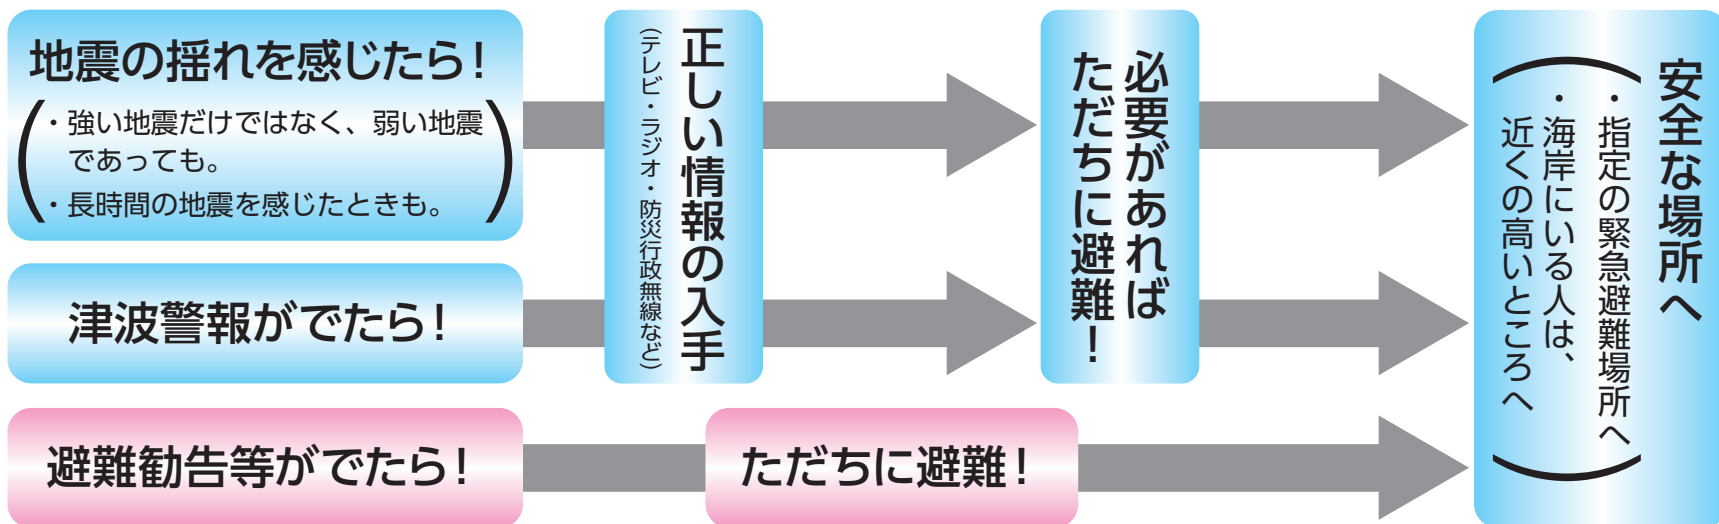 地震の揺れを感じたら！
・強い地震だけではなく、弱い地震
であっても。
・長時間の地震を感じたときも。
津波警報がでたら！
避難勧告等がでたら！
正しい情報の入手
（テレビ・ラジオ・防災行政無線など）
必要があれば
ただちに避難！
ただちに避難！
安全な場所へ
・指定の緊急避難場所へ
・海岸にいる人は、
近くの高いところへ